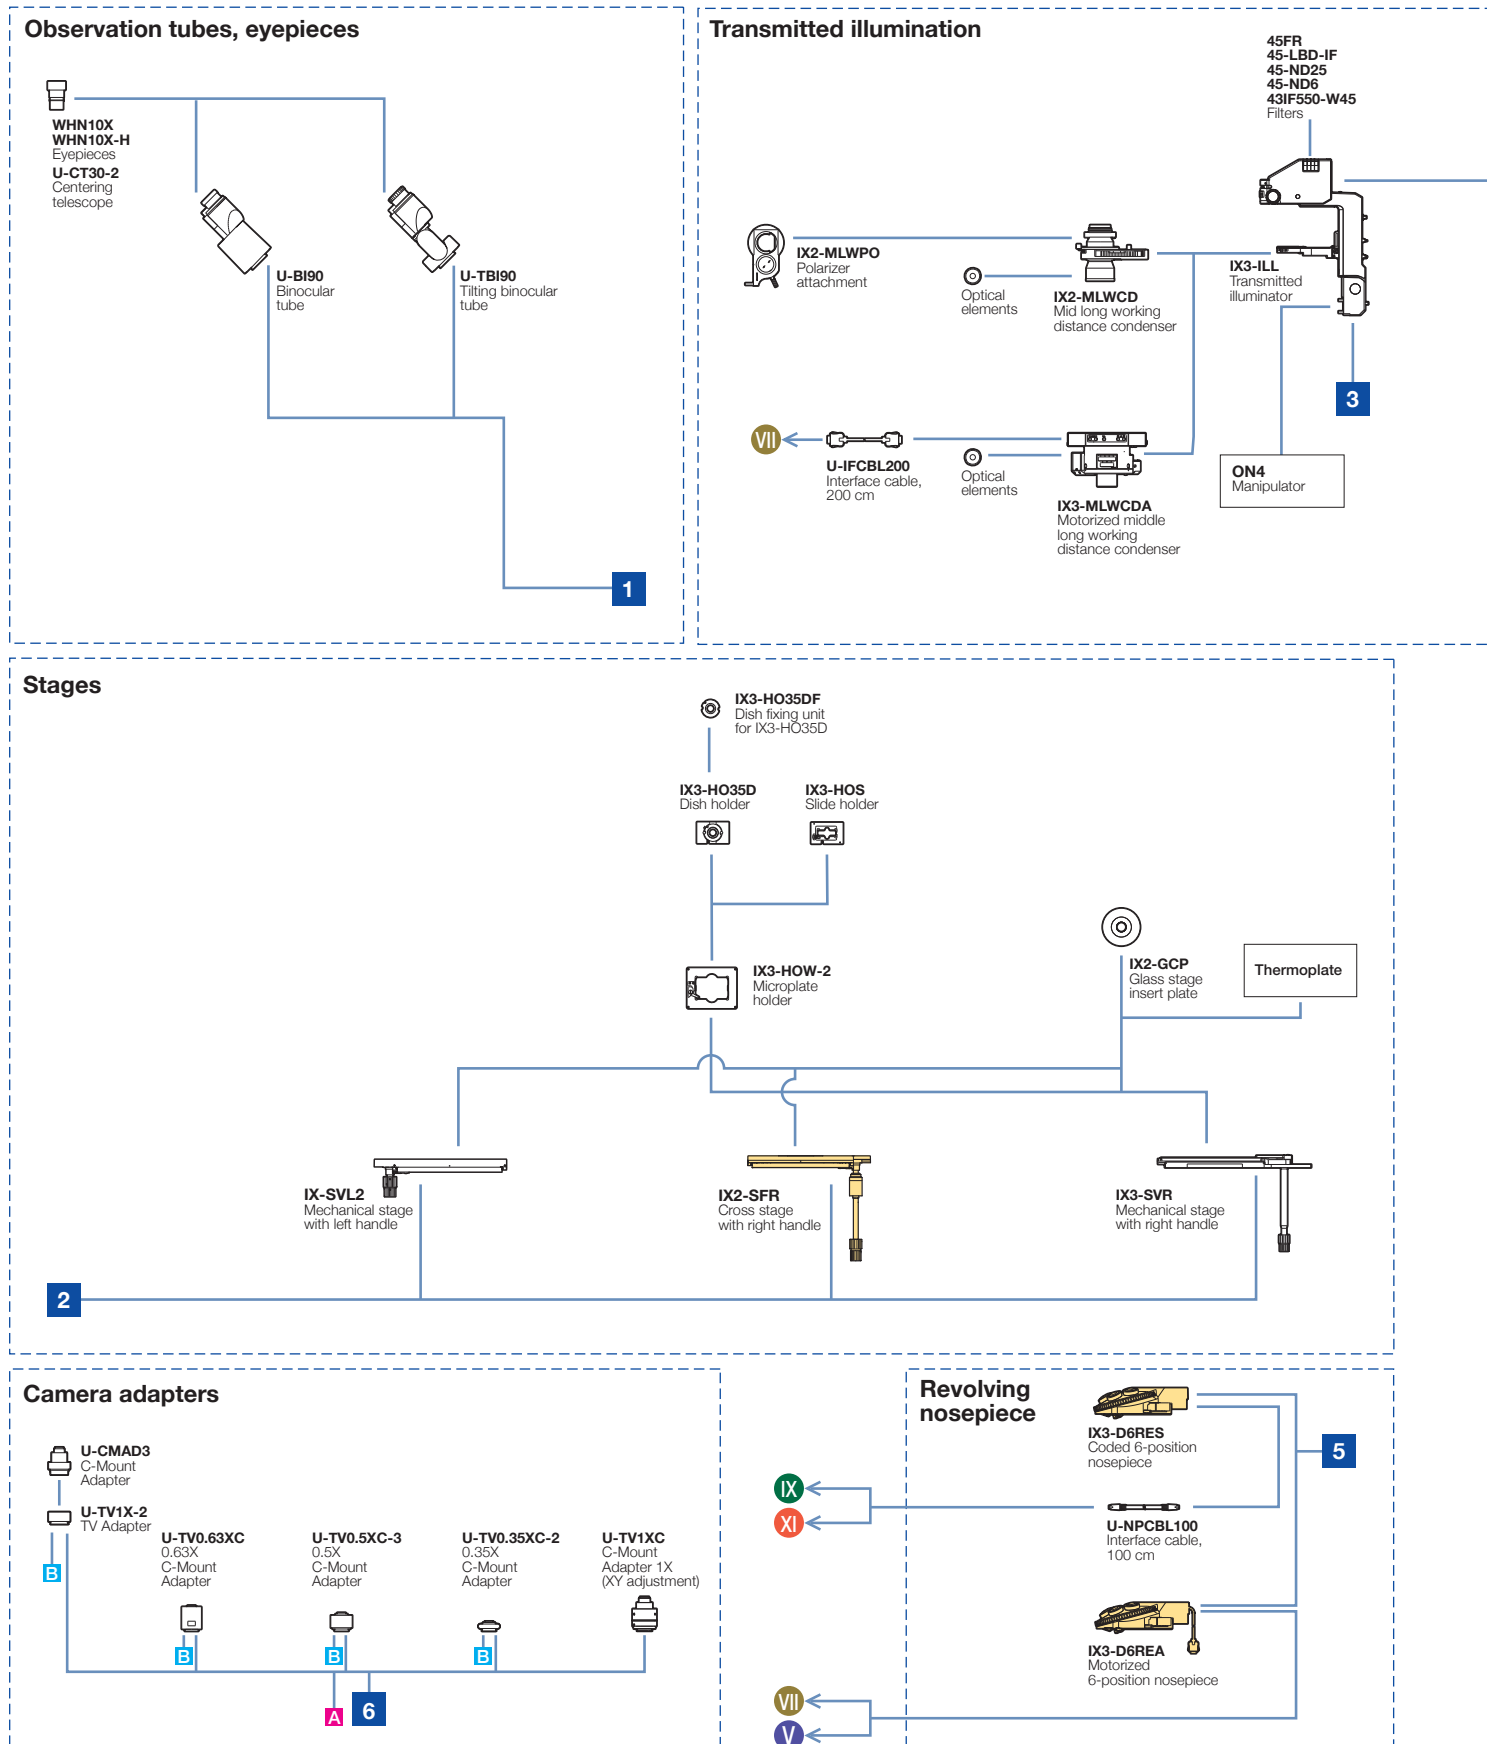 Observation tubes, eyepieces
WHN10X
WHN10X-H
Eyepieces
U-CT30-2
Centering
telescope
U-BI90
Binocular
tube
U-TBI90
Tilting binocular
tube
1
Transmitted illumination
45FR
45-LBD-IF
45-ND25
45-ND6
43IF550-W45
Filters
IX2-MLWPO
Polarizer
attachment
Optical
elements
IX2-MLWCD
Mid long working
distance condenser
IX3-ILL
Transmitted
illuminator
3
VII
U-IFCBL200
Interface cable,
200 cm
Optical
elements
IX3-MLWCDA
Motorized middle
long working
distance condenser
ON4
Manipulator
Stages
IX3-HO35DF
Dish fixing unit
for IX3-HO35D
IX3-HO35D
Dish holder
IX3-HOS
Slide holder
IX3-HOW-2
Microplate
holder
IX2-GCP
Glass stage
insert plate
Thermoplate
IX-SVL2
Mechanical stage
with left handle
IX2-SFR
Cross stage
with right handle
IX3-SVR
Mechanical stage
with right handle
2
Camera adapters
U-CMAD3
C-Mount
Adapter
U-TV1X-2
TV Adapter
B
U-TV0.63XC
0.63X
C-Mount
Adapter
B
U-TV0.5XC-3
0.5X
C-Mount
Adapter
B
U-TV0.35XC-2
0.35X
C-Mount
Adapter
B
U-TV1XC
C-Mount
Adapter 1X
(XY adjustment)
A
6
Revolving
nosepiece
IX3-D6RES
Coded 6-position
nosepiece
5
IX
XI
U-NPCBL100
Interface cable,
100 cm
IX3-D6REA
Motorized
6-position nosepiece
VII
V